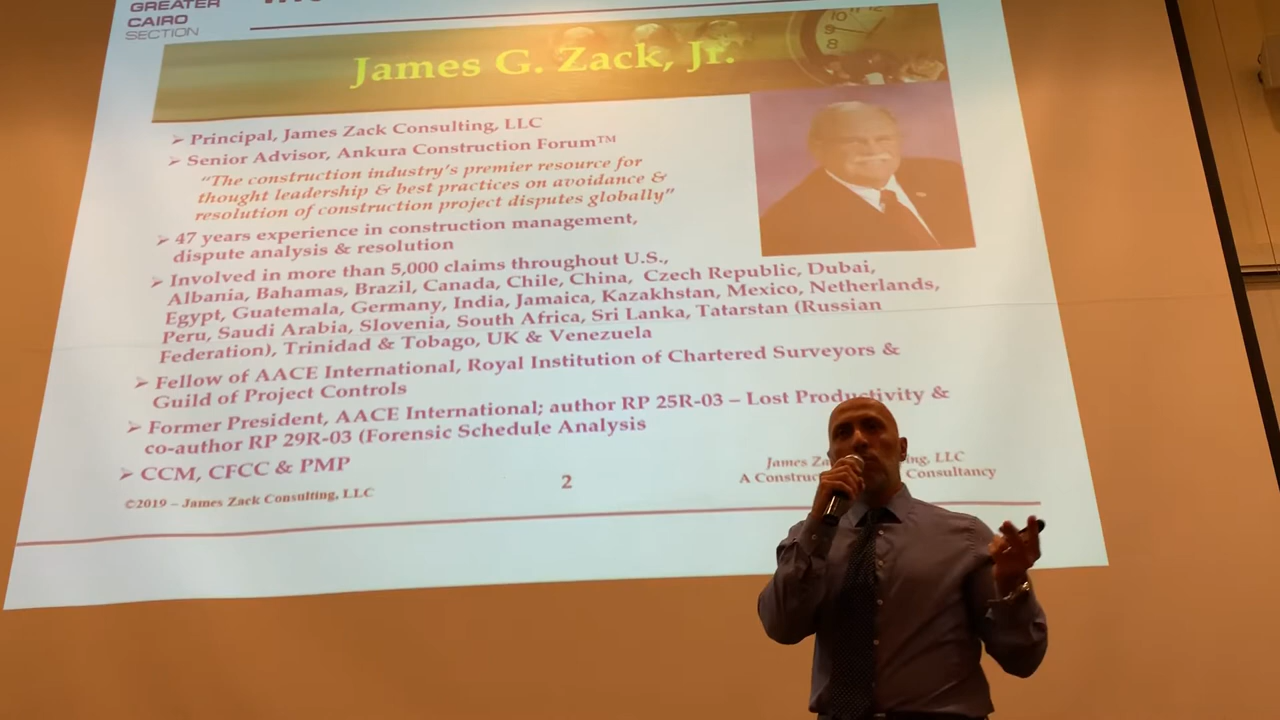 GREATER
CAIRO
SECTION
James G. Zack, Jr.
➢ Principal, James Zack Consulting, LLC
➢ Senior Advisor, Ankura Construction Forum™
“The construction industry’s premier resource for
thought leadership & best practices on avoidance &
resolution of construction project disputes globally”
➢ 47 years experience in construction management,
dispute analysis & resolution
➢ Involved in more than 5,000 claims throughout U.S.,
Albania, Bahamas, Brazil, Canada, Chile, China, Czech Republic, Dubai,
Egypt, Guatemala, Germany, India, Jamaica, Kazakhstan, Mexico, Netherlands,
Peru, Saudi Arabia, Slovenia, South Africa, Sri Lanka, Tatarstan (Russian
Federation), Trinidad & Tobago, UK & Venezuela
➢ Fellow of AACE International, Royal Institution of Chartered Surveyors &
Guild of Project Controls
➢ Former President, AACE International; author RP 25R-03 – Lost Productivity &
co-author RP 29R-03 (Forensic Schedule Analysis
➢ CCM, CFCC & PMP
©2019 – James Zack Consulting, LLC
2
James LLC
A Consultancy